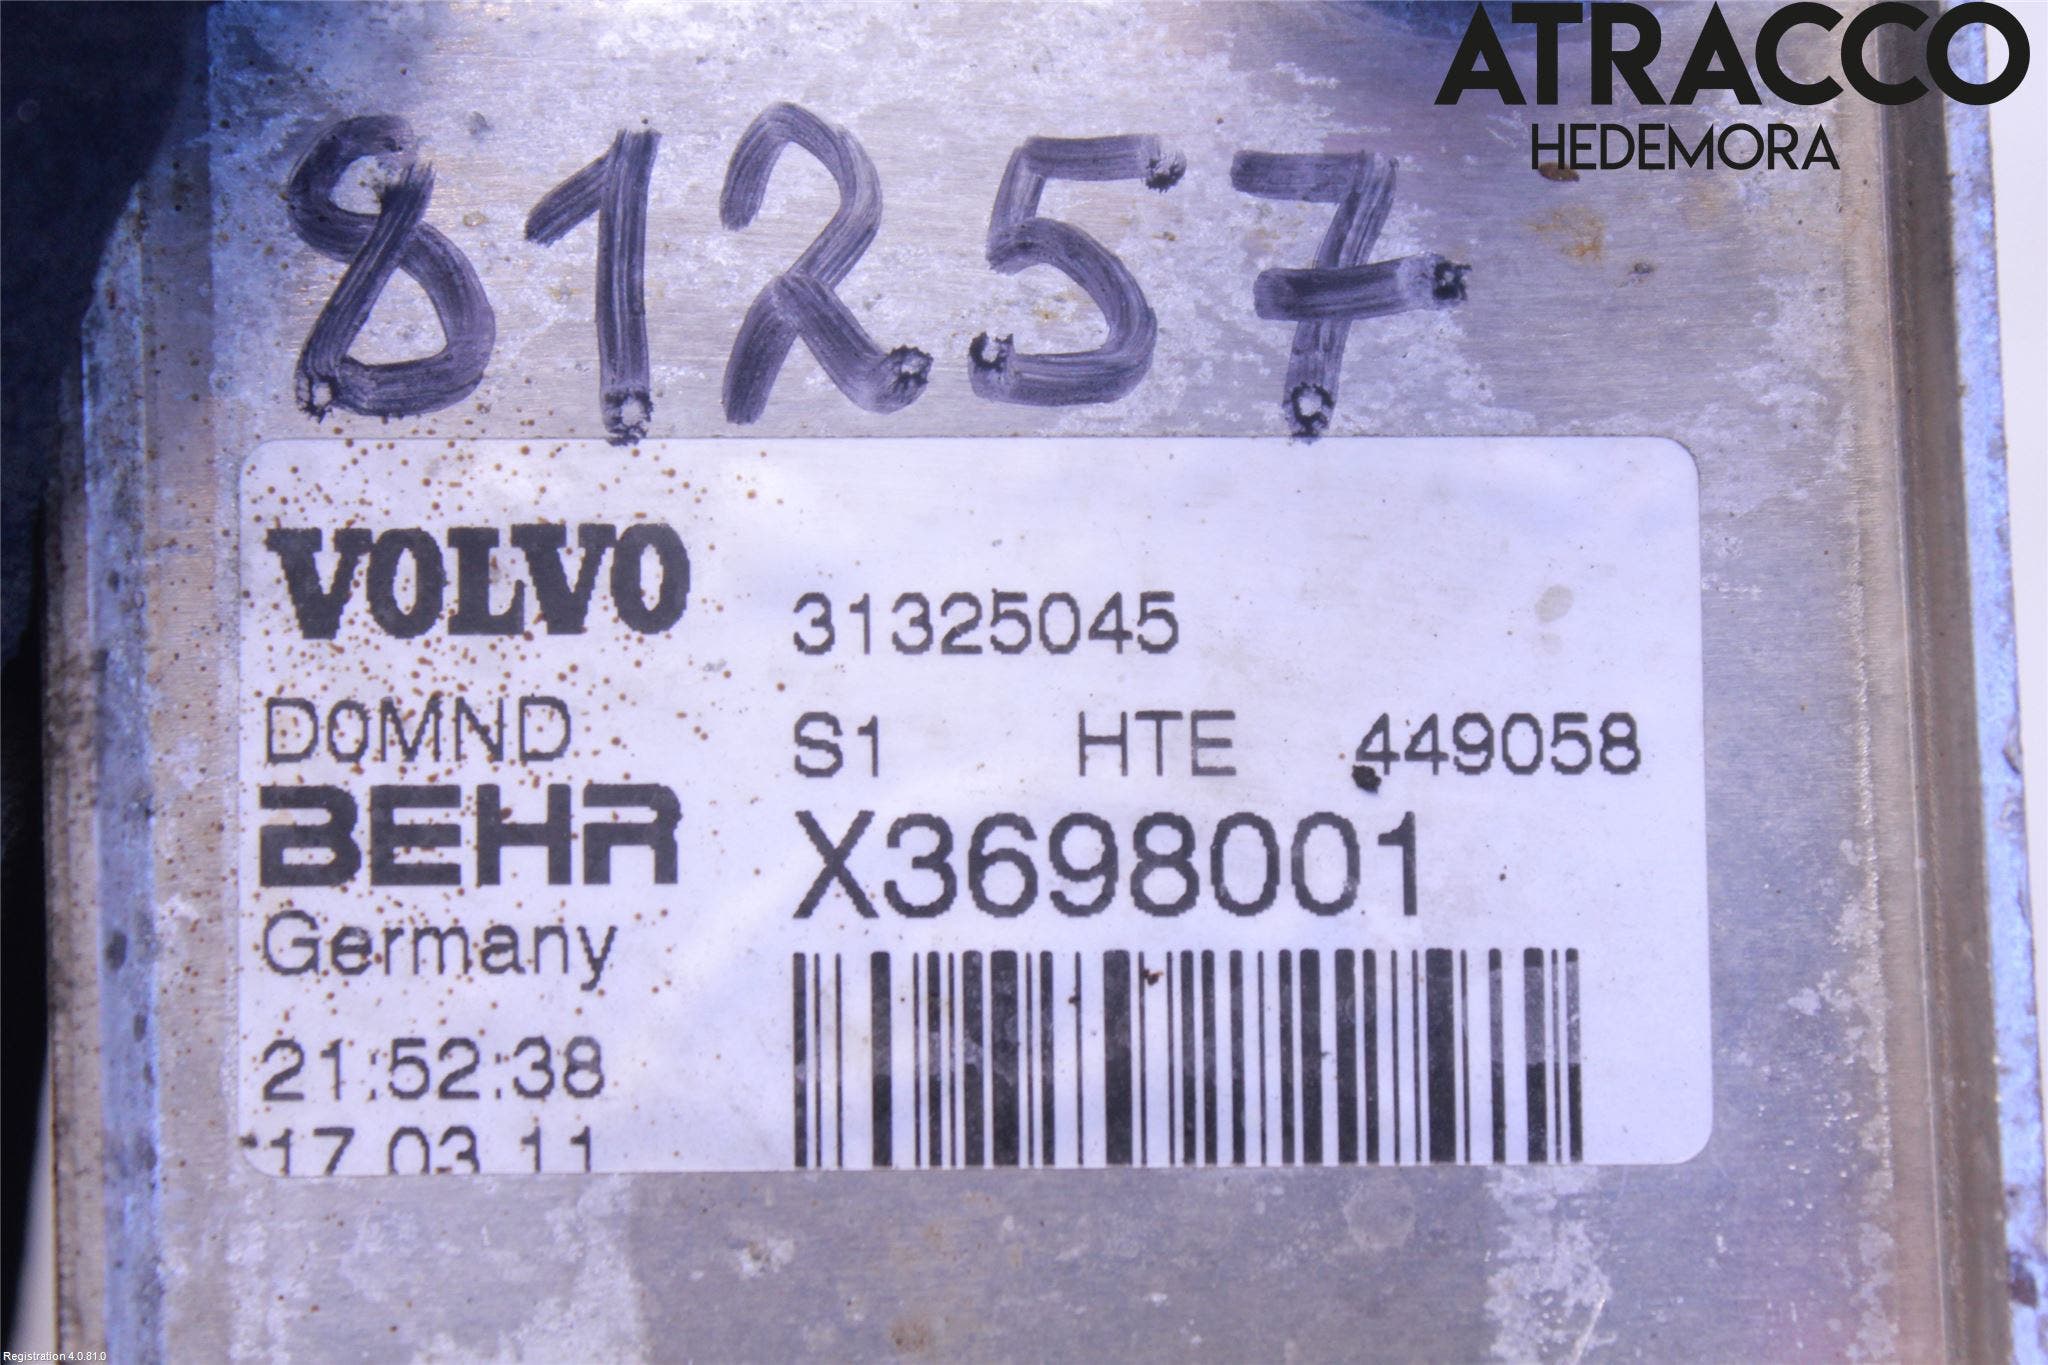 ATRACCO
HEDEMORA
81257
VOLVO
31325045
D0MND
S1 HTE 449058
BEHR
X3698001
Germany
21:52:38
17.03.11
Registration 4.0.81.0